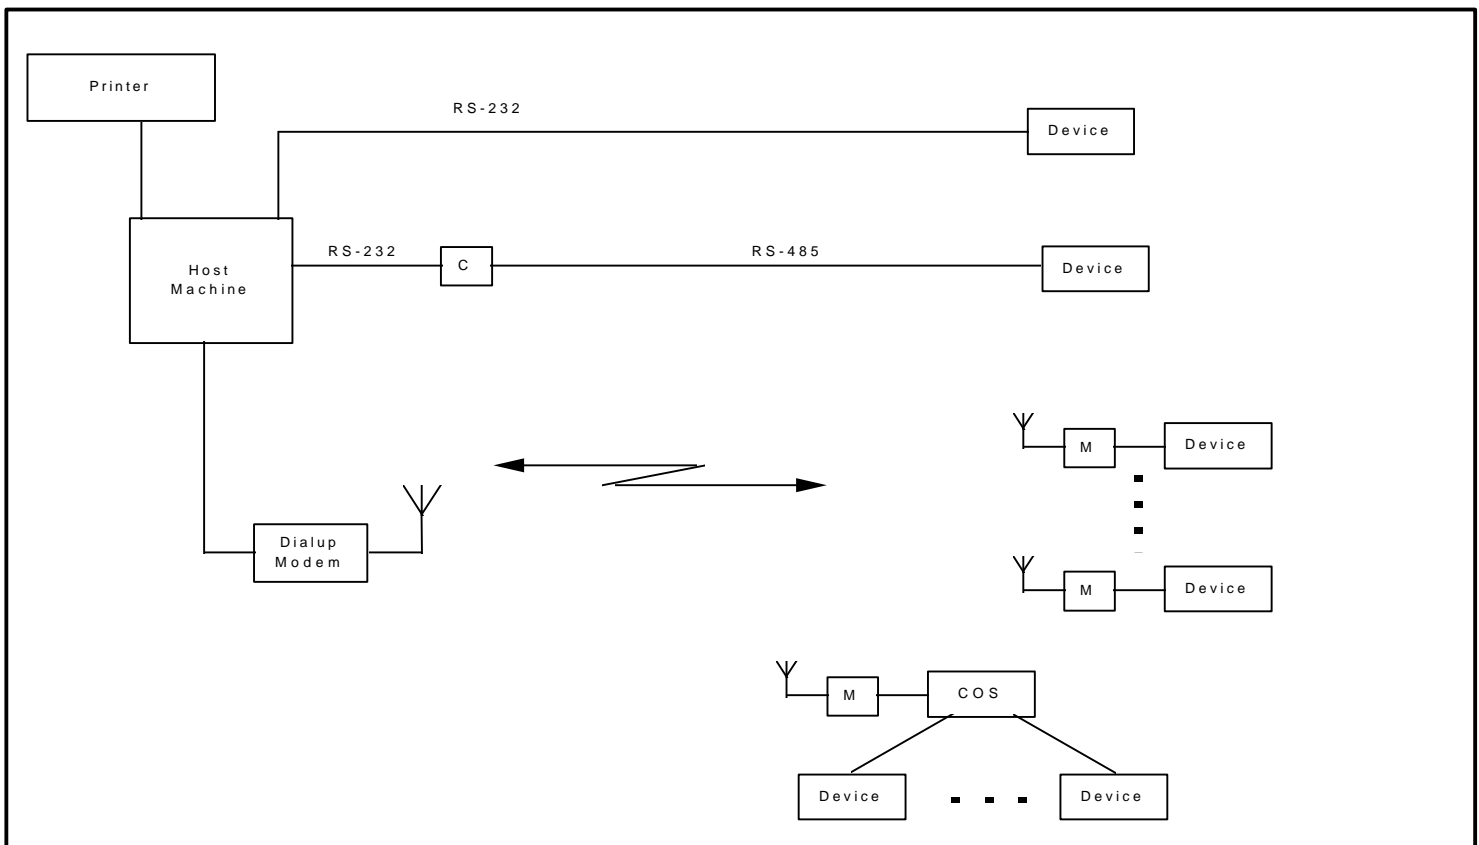 Printer
RS-232
Device
RS-232
C
RS-485
Device
Host
Machine
M
Device
Dialup
Modem
M
Device
M
COS
Device
Device